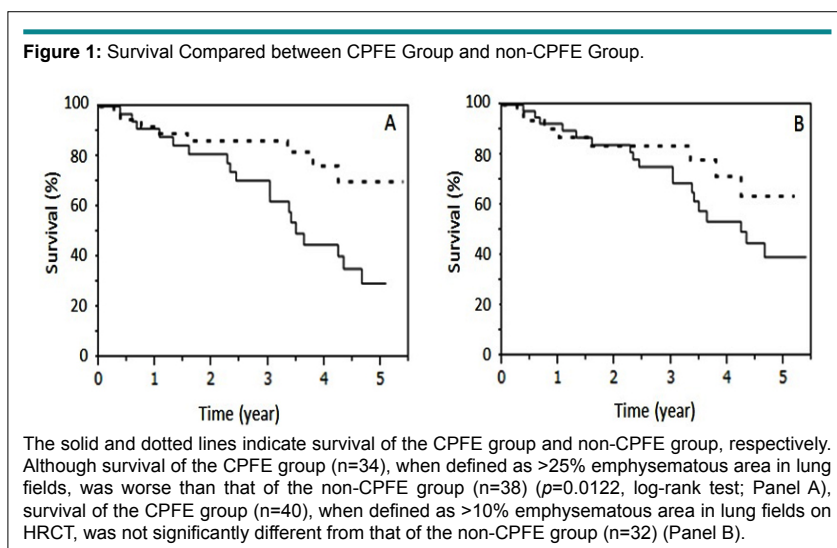 Figure 1: Survival Compared between CPFE Group and non-CPFE Group.
100
80
60
40
20
0
Survival (%)
A
0 1 2 3 4 5
Time (year)
100
80
60
40
20
0
Survival (%)
B
0 1 2 3 4 5
Time (year)
The solid and dotted lines indicate survival of the CPFE group and non-CPFE group, respectively.
Although survival of the CPFE group (n=34), when defined as >25% emphysematous area in lung
fields, was worse than that of the non-CPFE group (n=38) (p=0.0122, log-rank test; Panel A),
survival of the CPFE group (n=40), when defined as >10% emphysematous area in lung fields on
HRCT, was not significantly different from that of the non-CPFE group (n=32) (Panel B).